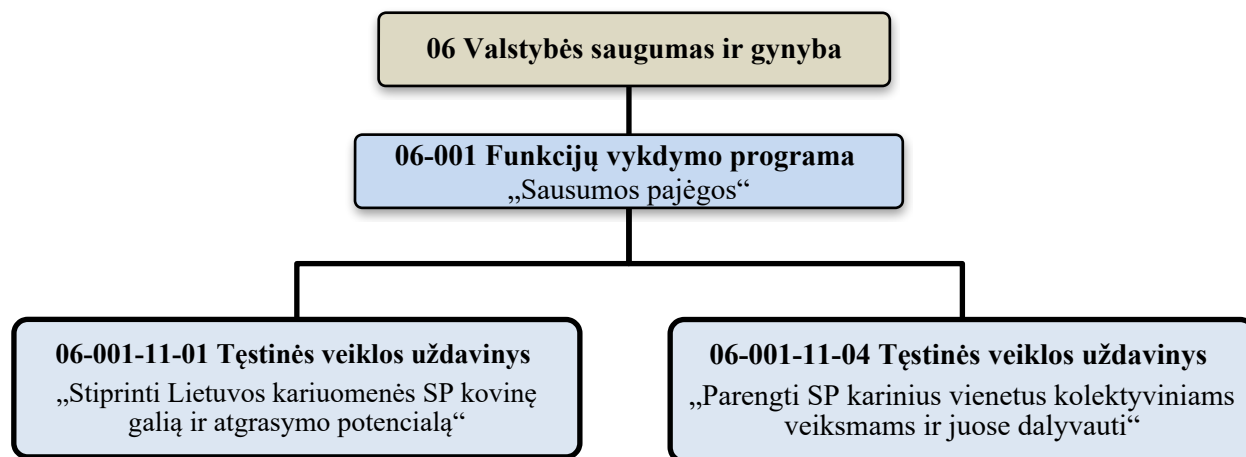 06 Valstybės saugumas ir gynyba
06-001 Funkcijų vykdymo programa
„Sausumos pajėgos“
06-001-11-01 Tęstinės veiklos uždavinys
„Stiprinti Lietuvos kariuomenės SP kovinę
galią ir atgrasymo potencialą“
06-001-11-04 Tęstinės veiklos uždavinys
„Parengti SP karinius vienetus kolektyviniams
veiksmams ir juose dalyvauti“